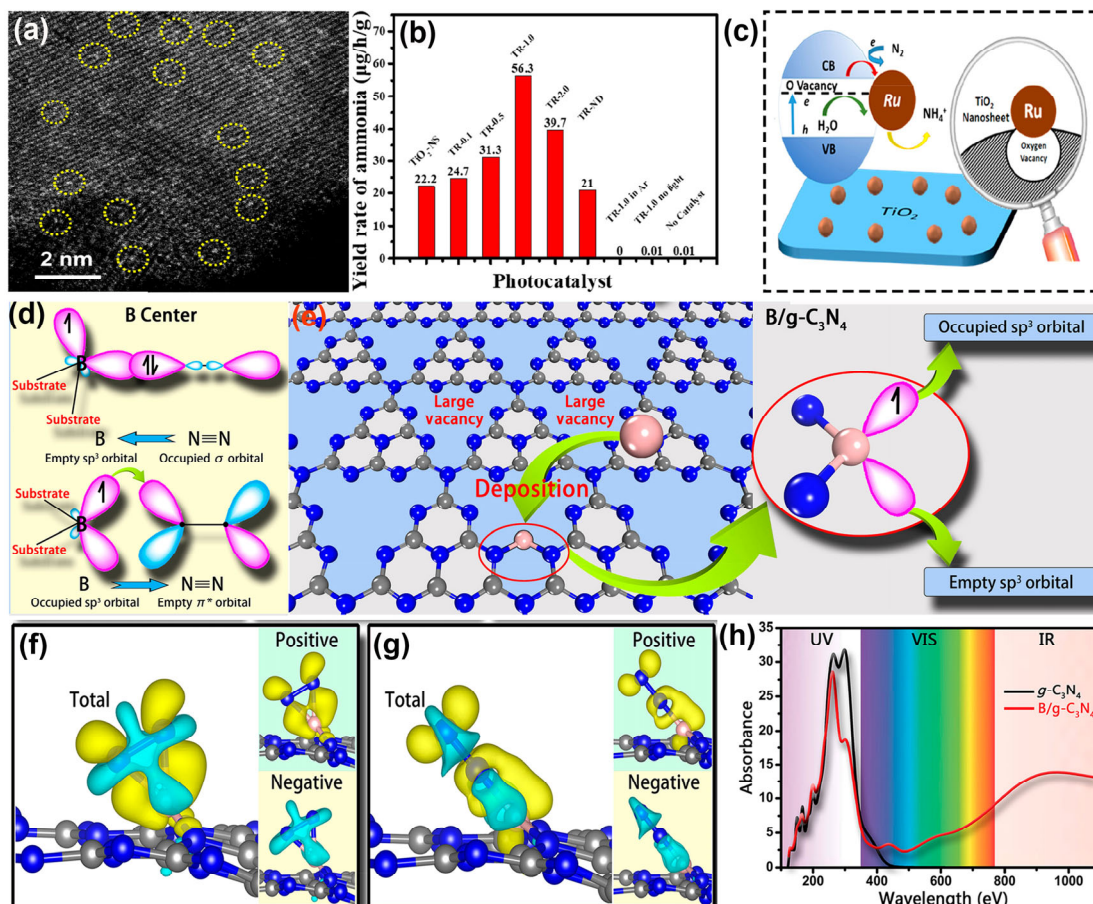 (a)
2 nm
(b)
Yield rate of ammonia (µg/h/g)
70
60
50
40
30
20
10
0
TiO2-NS
22.2
TR-0.1
24.7
TR-0.5
31.3
TR-1.0
56.3
TR-2.0
39.7
TR-ND
21
TR-1.0 in Ar
0
TR-1.0 no light
0.01
No Catalyst
0.01
Photocatalyst
(c)
CB
e
N2
O Vacancy
e
Ru
h
H2O
NH4+
VB
TiO2
TiO2
Nanosheet
Ru
Oxygen
Vacancy
(d)
B Center
B
Substrate
Substrate
B
N≡N
Empty sp³ orbital
Occupied σ orbital
Substrate
B
Substrate
B
N≡N
Occupied sp³ orbital
Empty π* orbital
(e)
Large
vacancy
Large
vacancy
Deposition
B/g-C3N4
Occupied sp³ orbital
Empty sp³ orbital
(f)
Total
Positive
Negative
(g)
Total
Positive
Negative
(h)
Absorbance
35
30
25
20
15
10
5
0
UV
VIS
IR
g-C3N4
B/g-C3N4
200
400
600
800
1000
Wavelength (eV)